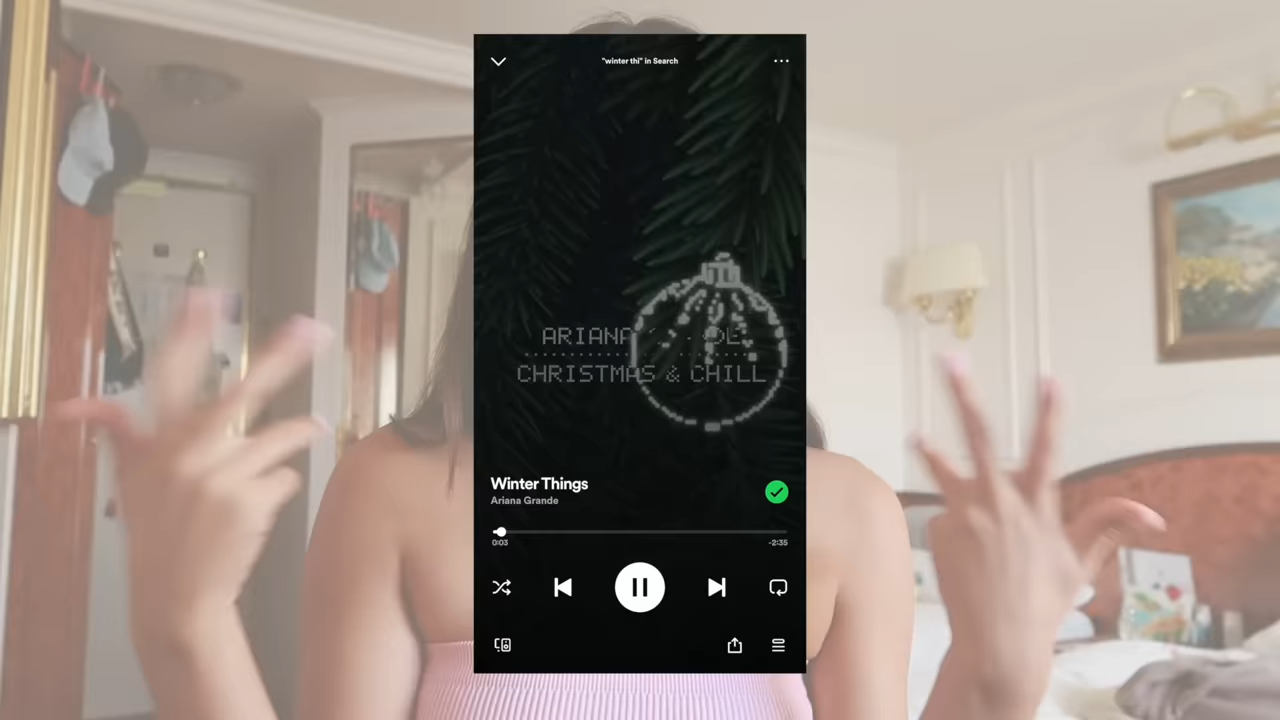 "winter thi" in Search
ARIANA
CHRISTMAS & CHILL
Winter Things
Ariana Grande
0:03
-2:35